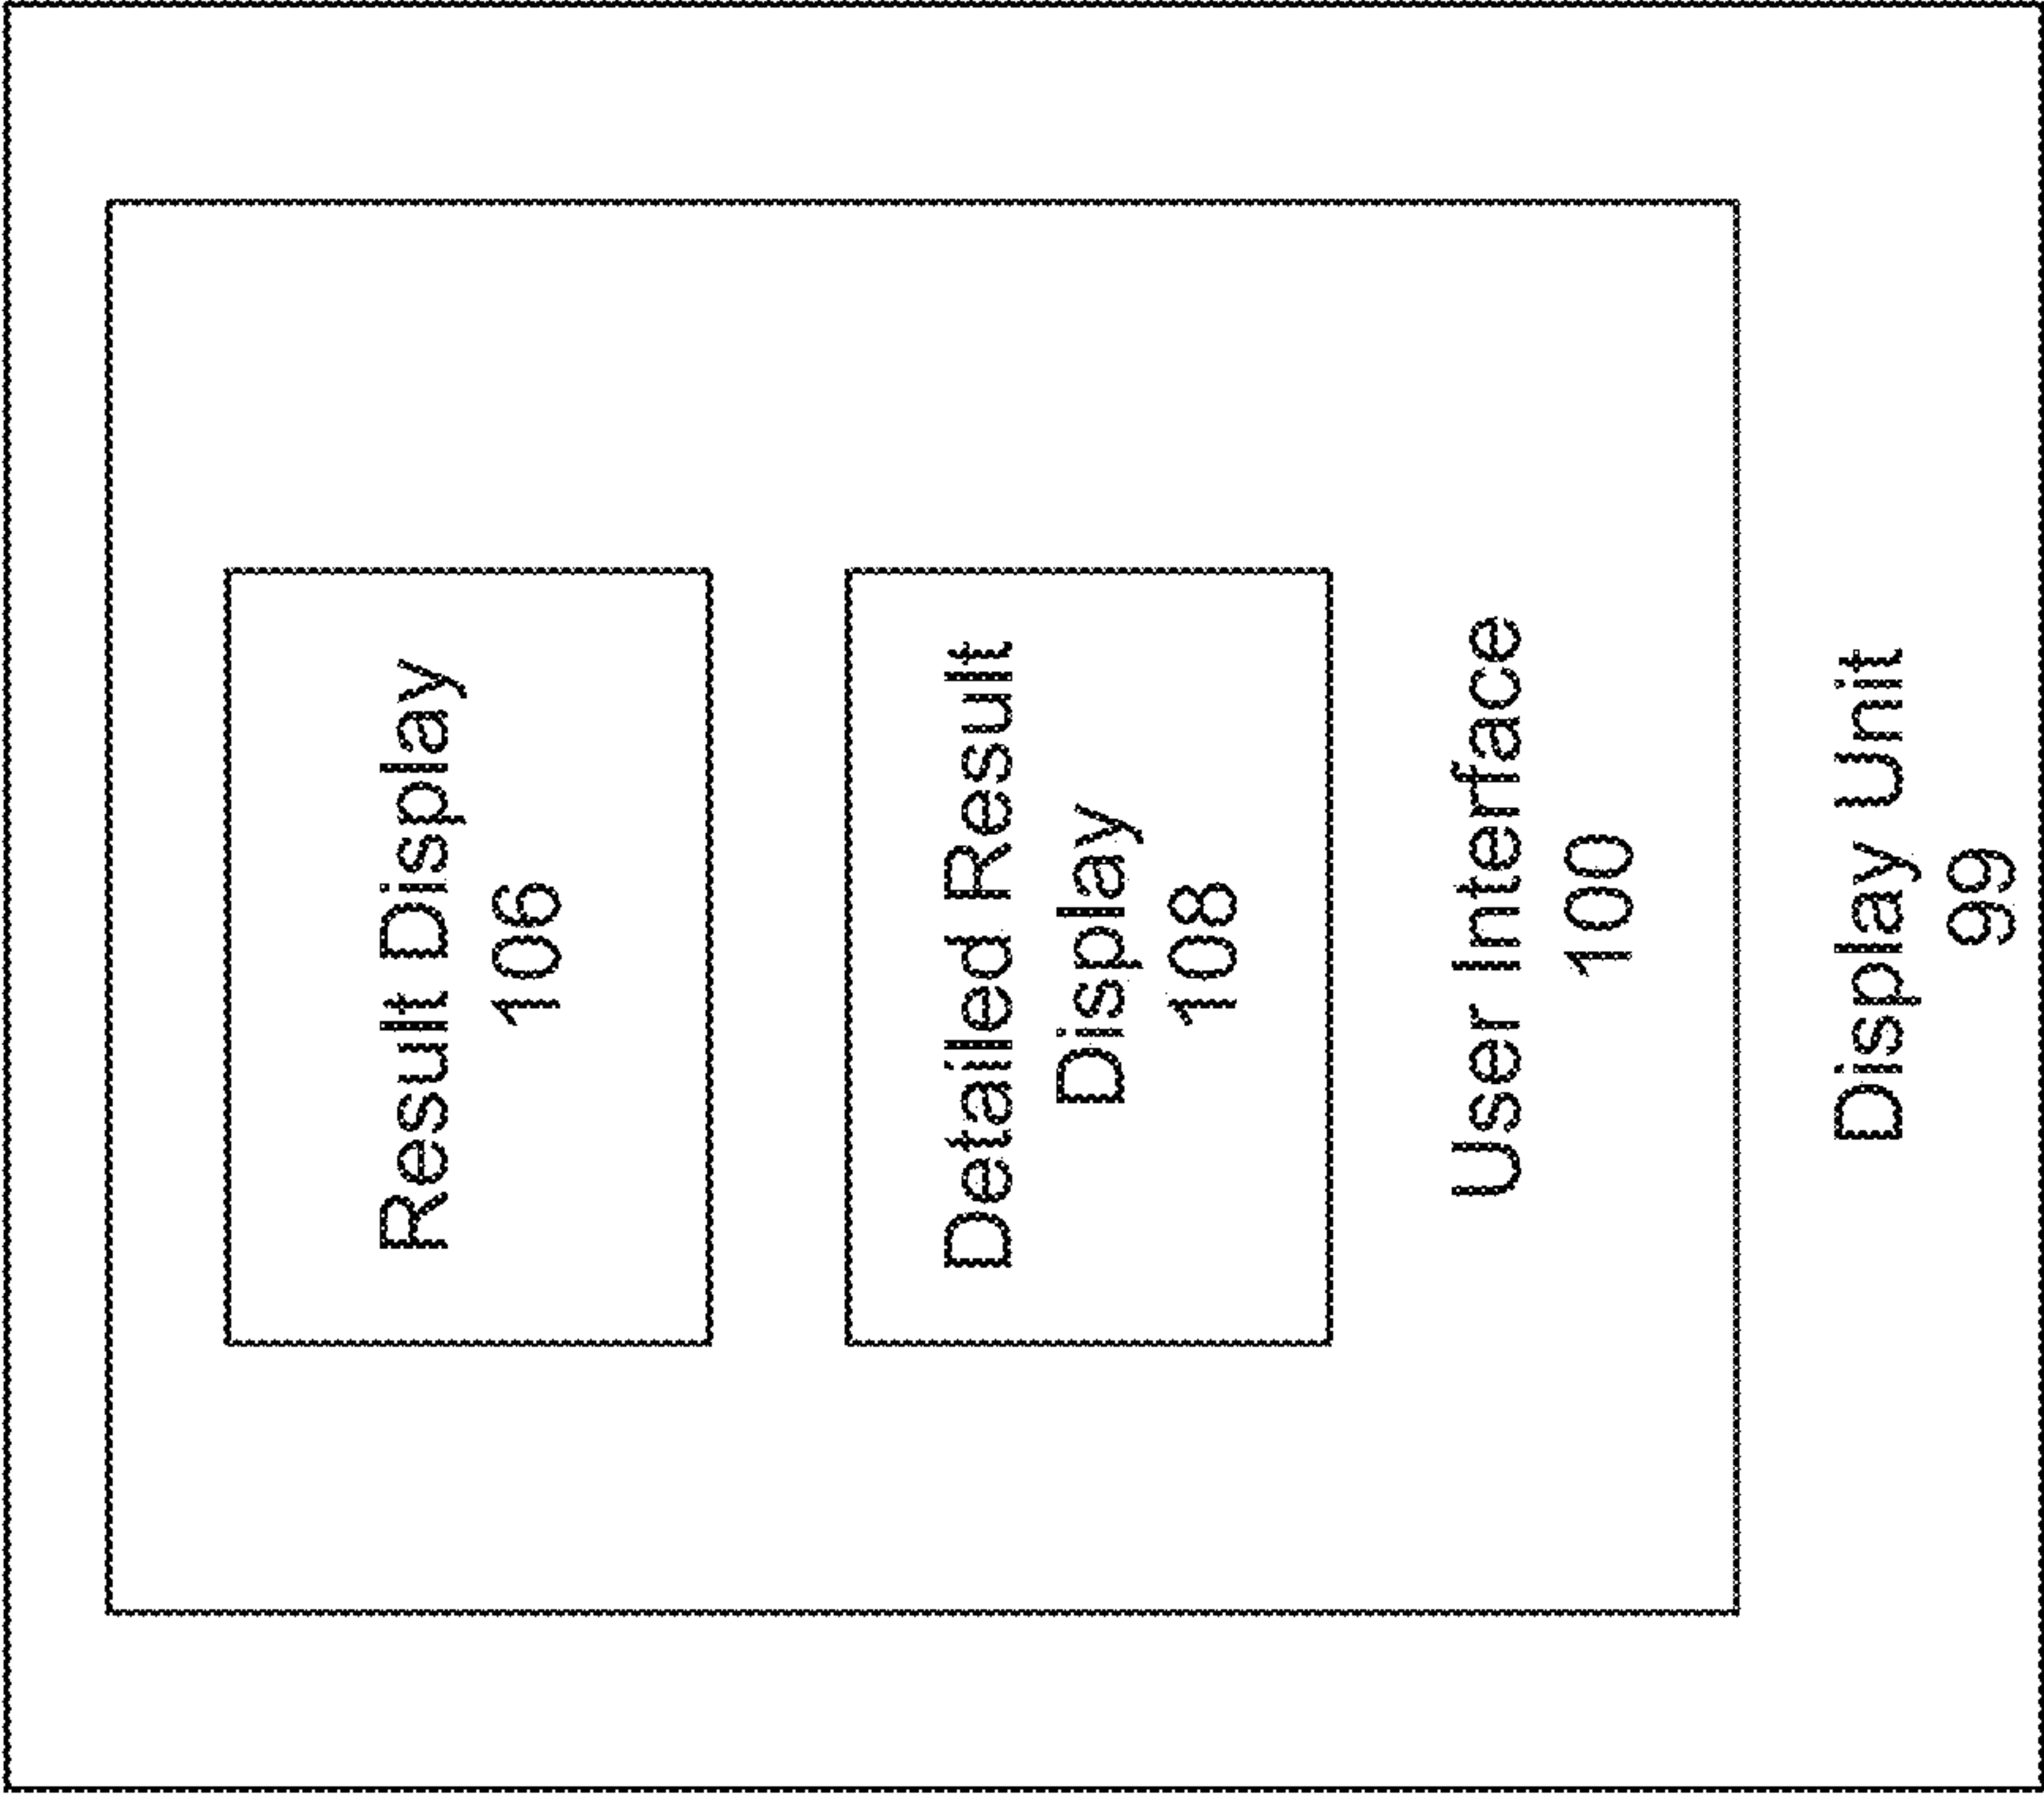 Result Display
106
Detailed Result
Display
108
User Interface
100
Display Unit
99